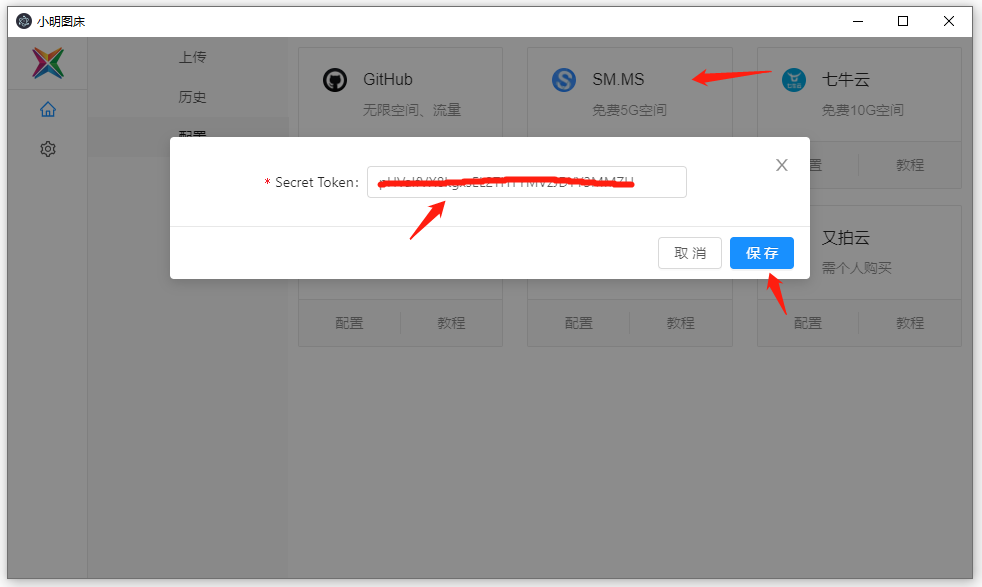 小明图床
上传
历史
配置
GitHub
无限空间、流量
SM.MS
免费5G空间
七牛云
免费10G空间
教程
Secret Token:
取 消
保 存
又拍云
需个人购买
配置
教程
配置
教程
配置
教程